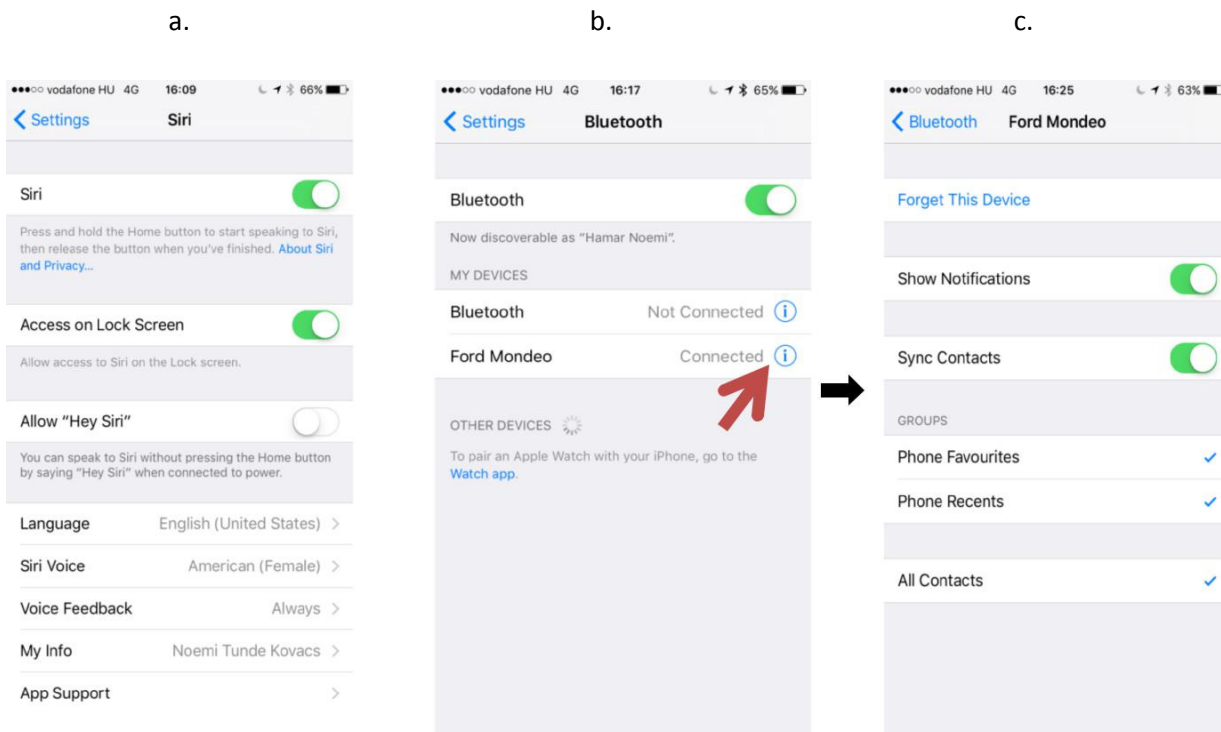 a.
vodafone HU 4G 16:09 66%
Settings Siri
Siri
Press and hold the Home button to start speaking to Siri,
then release the button when you've finished. About Siri
and Privacy...
Access on Lock Screen
Allow access to Siri on the Lock screen.
Allow “Hey Siri”
You can speak to Siri without pressing the Home button
by saying “Hey Siri” when connected to power.
Language English (United States)
Siri Voice American (Female)
Voice Feedback Always
My Info Noemi Tunde Kovacs
App Support
b.
vodafone HU 4G 16:17 65%
Settings Bluetooth
Bluetooth
Now discoverable as “Hamar Noemi”.
MY DEVICES
Bluetooth Not Connected i
Ford Mondeo Connected i
OTHER DEVICES
To pair an Apple Watch with your iPhone, go to the
Watch app.
c.
vodafone HU 4G 16:25 63%
Bluetooth Ford Mondeo
Forget This Device
Show Notifications
Sync Contacts
GROUPS
Phone Favourites
Phone Recents
All Contacts